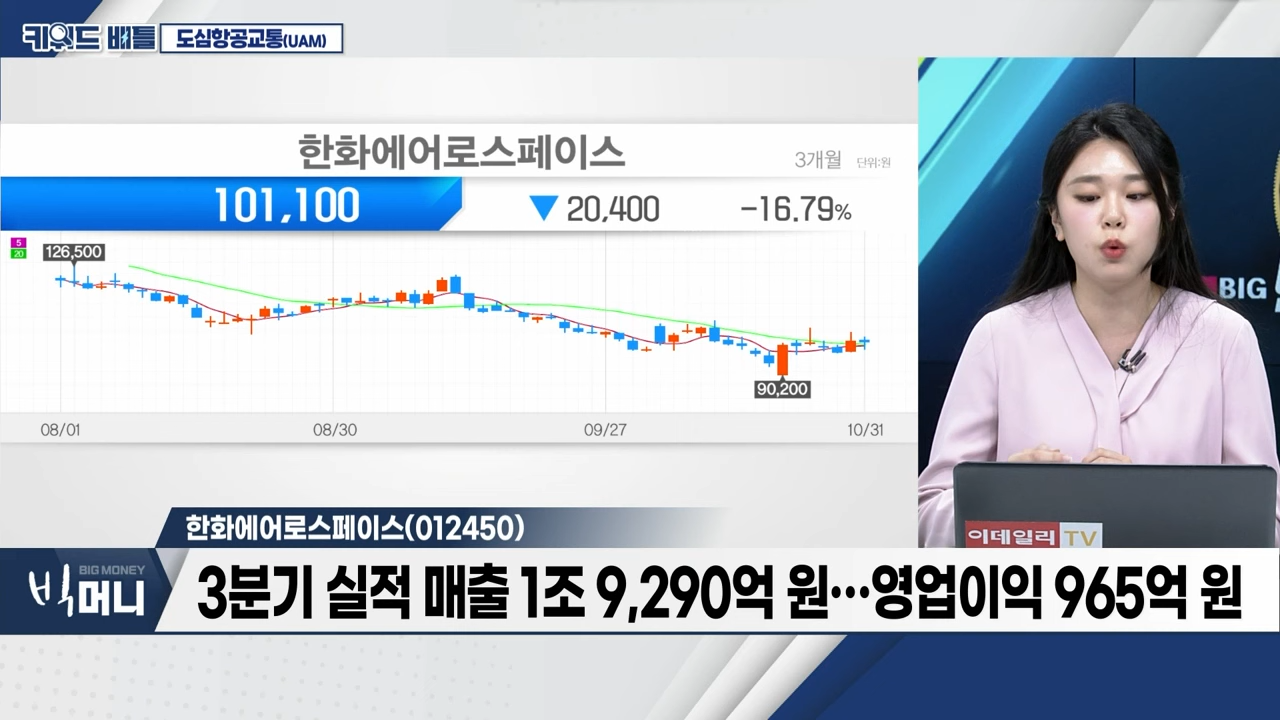 키워드 배틀
도심항공교통(UAM)
한화에어로스페이스
3개월 단위:원
101,100 ▼ 20,400 -16.79%
5
20
126,500
90,200
08/01 08/30 09/27 10/31
BIG
이데일리 TV
한화에어로스페이스(012450)
BIG MONEY
빅머니
3분기 실적 매출 1조 9,290억 원…영업이익 965억 원